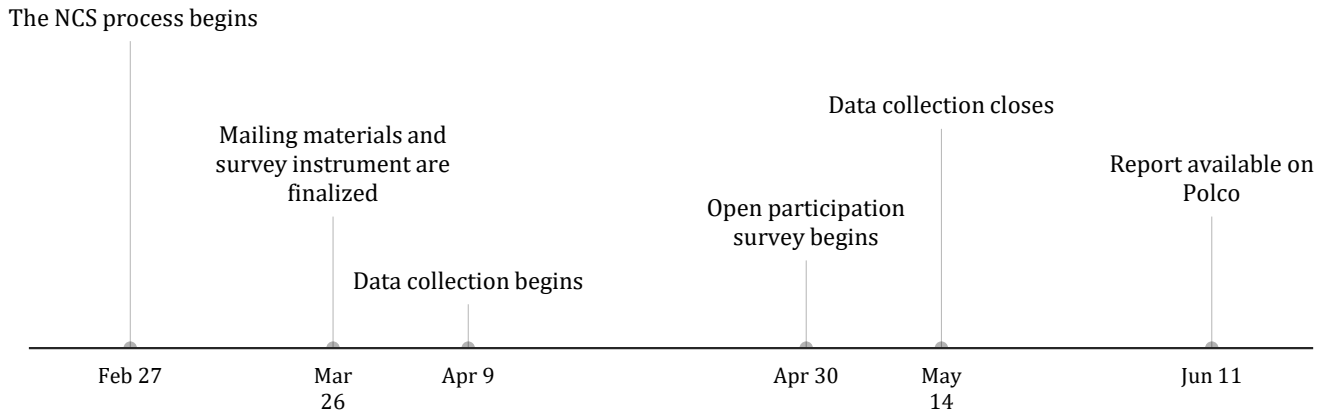 The NCS process begins
Data collection closes
Mailing materials and
survey instrument are
finalized
Report available on
Polco
Open participation
survey begins
Data collection begins
Feb 27
Mar
26
Apr 9
Apr 30
May
14
Jun 11